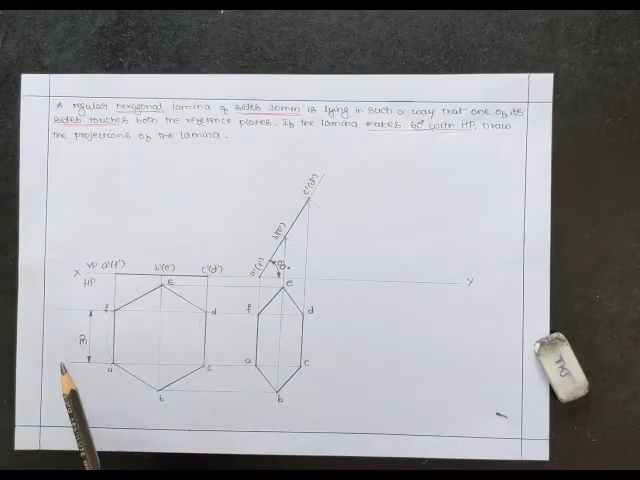 A regular hexagonal lamina of sides 30mm is lying in such a way that one of its
sides touches both the reference planes. If the lamina makes 60° with HP, Draw
the projections of the lamina.
c'(d')
b'(e')
a'(f')
60°
X VP a'(f') b'(e') c'(d')
HP
Y
e e
f d f d
30
a c a c
b b